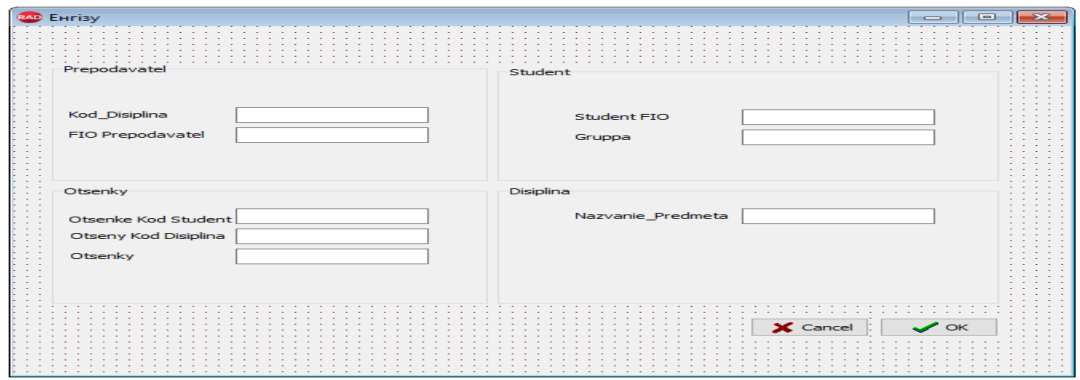 RAD Енгізу
Prepodavatel
Kod_Disiplina
FIO Prepodavatel
Student
Student FIO
Gruppa
Otsenky
Otsenke Kod Student
Otseny Kod Disiplina
Otsenky
Disiplina
Nazvanie_Predmeta
Cancel
OK